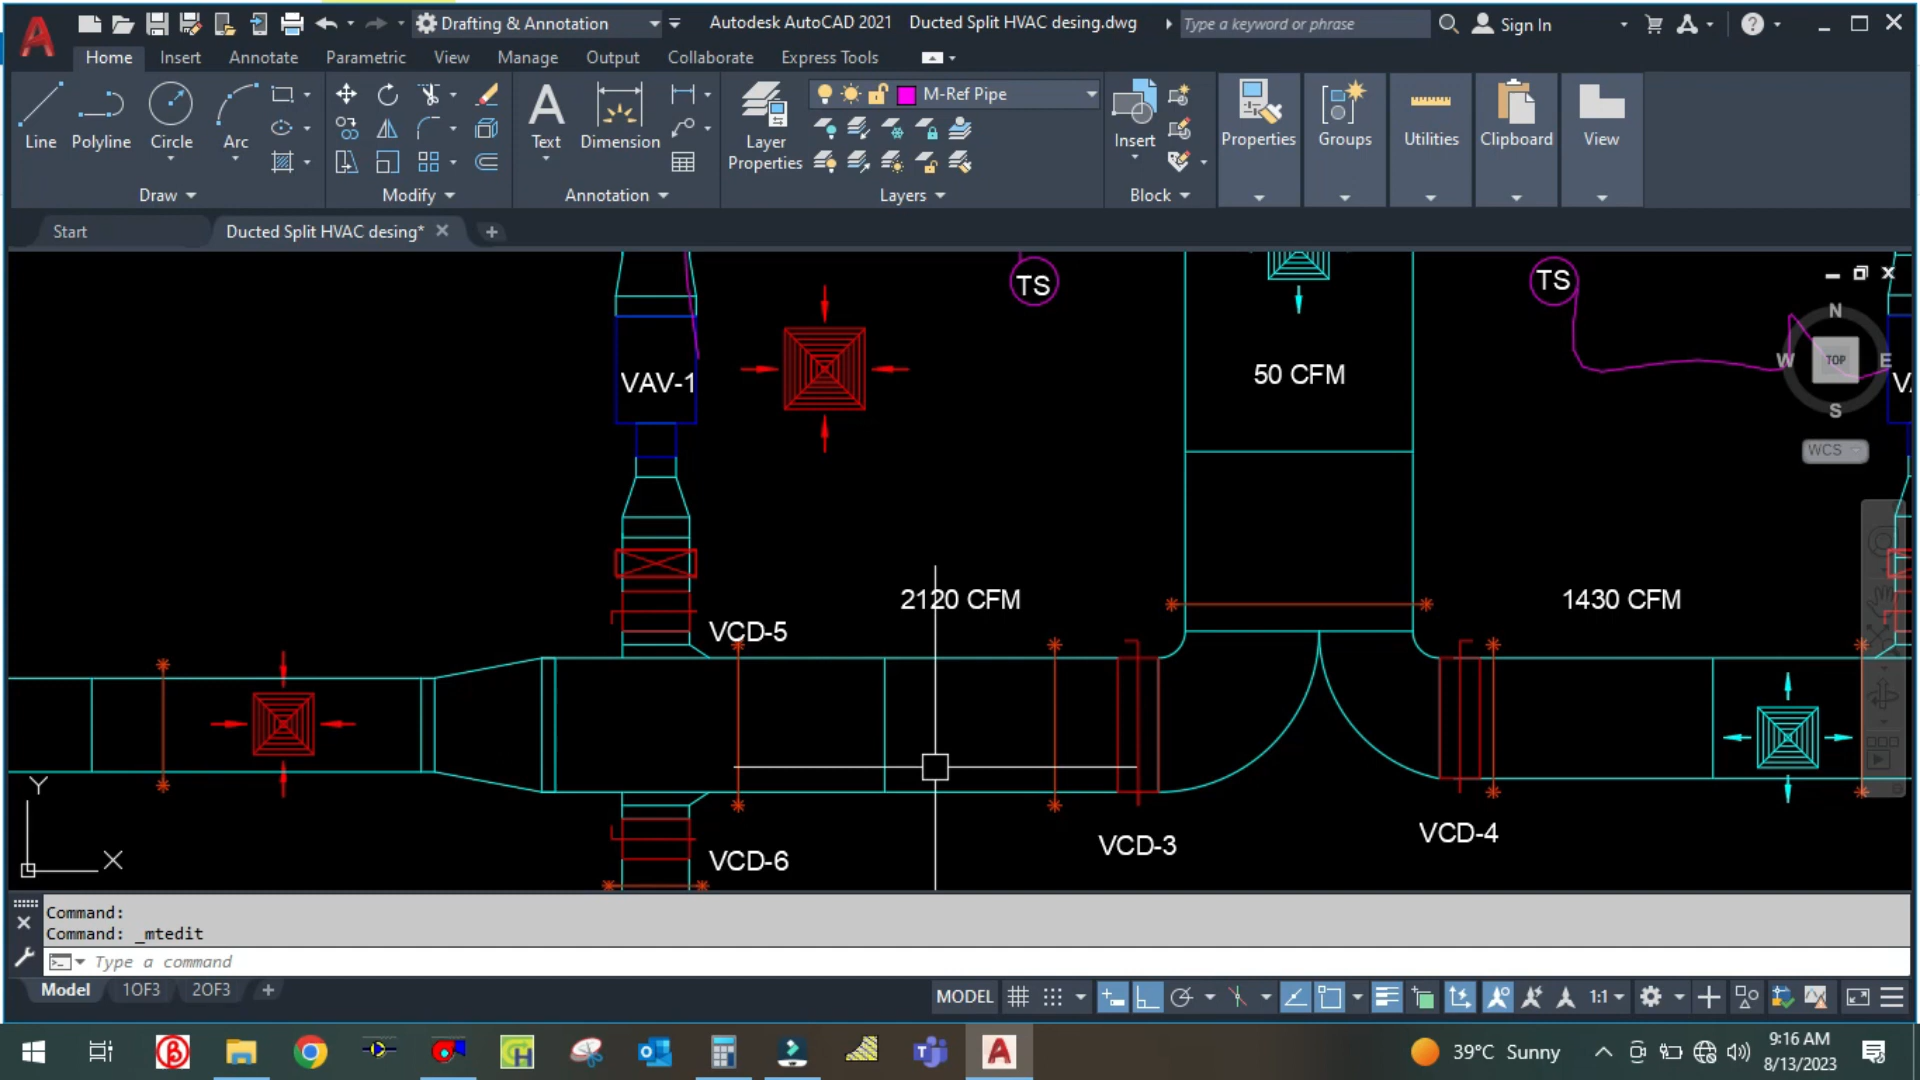 Drafting & Annotation
Autodesk AutoCAD 2021 Ducted Split HVAC desing.dwg
Type a keyword or phrase
Sign In
Home Insert Annotate Parametric View Manage Output Collaborate Express Tools
M-Ref Pipe
Line Polyline Circle Arc
Text Dimension
Layer Properties
Insert
Properties Groups Utilities Clipboard View
Draw Modify Annotation Layers Block
Start
Ducted Split HVAC desing*
TS
TS
N
W TOP E
S
WCS
VAV-1
50 CFM
2120 CFM
1430 CFM
VCD-5
VCD-3
VCD-4
VCD-6
Y
X
Command:
Command: _mtedit
Type a command
Model 1OF3 2OF3
MODEL
1:1
39°C Sunny
9:16 AM
8/13/2023